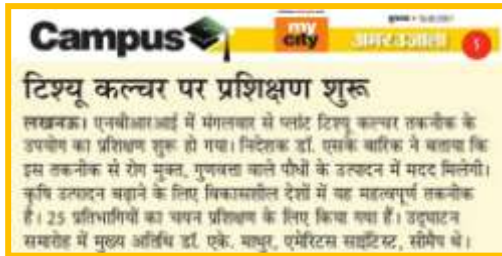 Campus
my
city
अमर उजाला
टिश्यू कल्चर पर प्रशिक्षण शुरू
लखनऊ। एनबीआरआई में मंगलवार से प्लांट टिश्यू कल्चर तकनीक के
उपयोग का प्रशिक्षण शुरू हो गया। निदेशक डॉ. एसके बारिक ने बताया कि
इस तकनीक से रोग मुक्त, गुणवत्ता वाले पौधों के उत्पादन में मदद मिलेगी।
कृषि उत्पादन बढ़ाने के लिए विकासशील देशों में यह महत्वपूर्ण तकनीक
है। 25 प्रतिभागियों का चयन प्रशिक्षण के लिए किया गया है। उद्घाटन
समारोह में मुख्य अतिथि डॉ. एके. माथुर, एमेरिटस साइंटिस्ट, सीमैप थे।